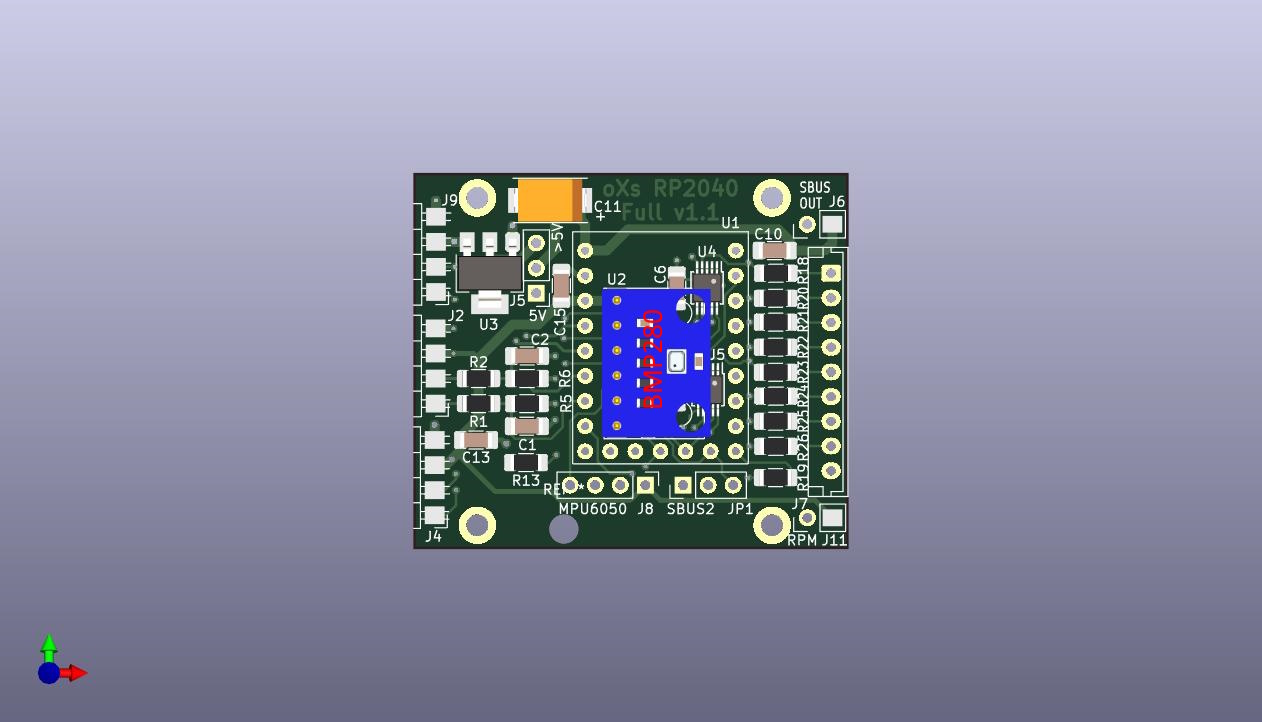 oXs RP2040
Full v1.1
SBUS
OUT
J6
J9
C11
+
U1
>5V
C10
U4
C6
U2
R18
J5
5V
J2
U3
C15
R20
R21
BMP280
C2
R22
J5
R2
R6
R23
R5
R24
R1
R25
C1
C13
R26
R13
R19
MPU6050
J8
SBUS2
JP1
J7
J4
RPM
J11